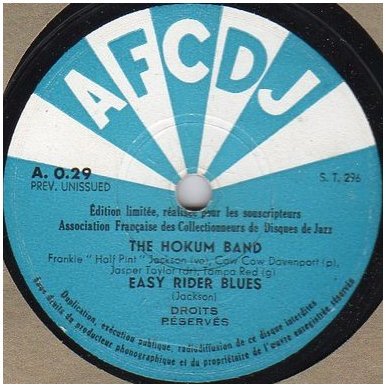 AFCDJ
A. 0.29
PREV. UNISSUED
S. T. 296
Édition limitée, réalisée pour les souscripteurs
Association Française des Collectionneurs de Disques de Jazz
THE HOKUM BAND
Frankie " Half Pint " Jackson (vo), Cow Cow Davenport (p),
Jasper Taylor (dr), Tampa Red (g)
EASY RIDER BLUES
(Jackson)
DROITS
RÉSERVÉS
Duplication, exécution publique, radiodiffusion de ce disque interdites
Tous droits du producteur phonographique et du propriétaire de l'œuvre enregistrée réservés